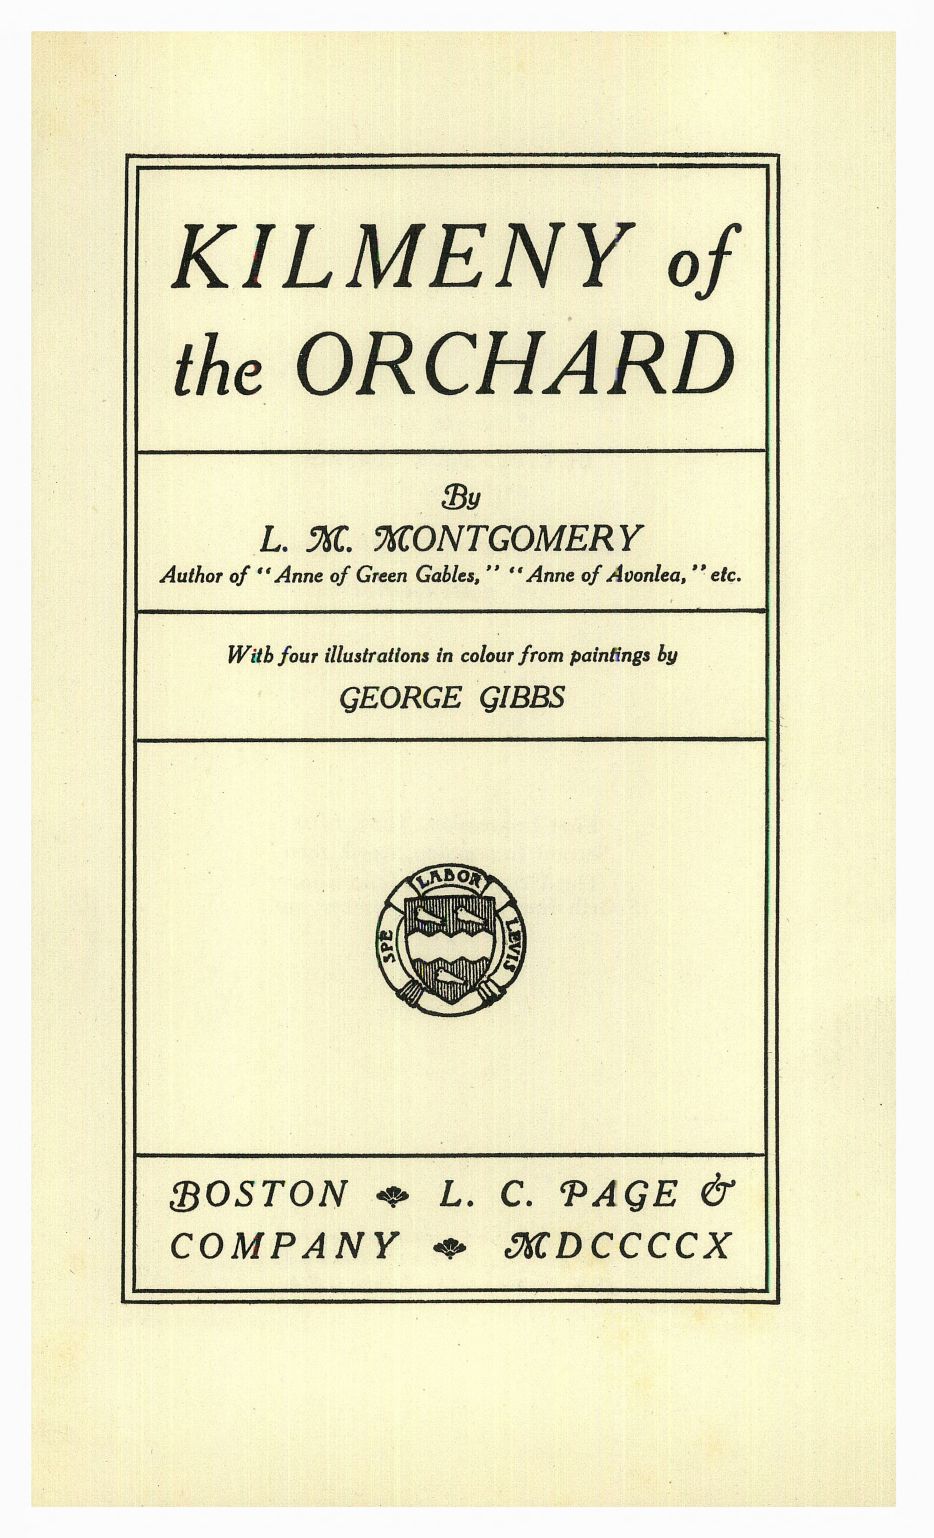 KILMENY of
the ORCHARD
By
L. M. MONTGOMERY
Author of "Anne of Green Gables," "Anne of Avonlea," etc.
With four illustrations in colour from paintings by
GEORGE GIBBS
SPE LABOR LEVIS
BOSTON L. C. PAGE &
COMPANY MDCCCCX